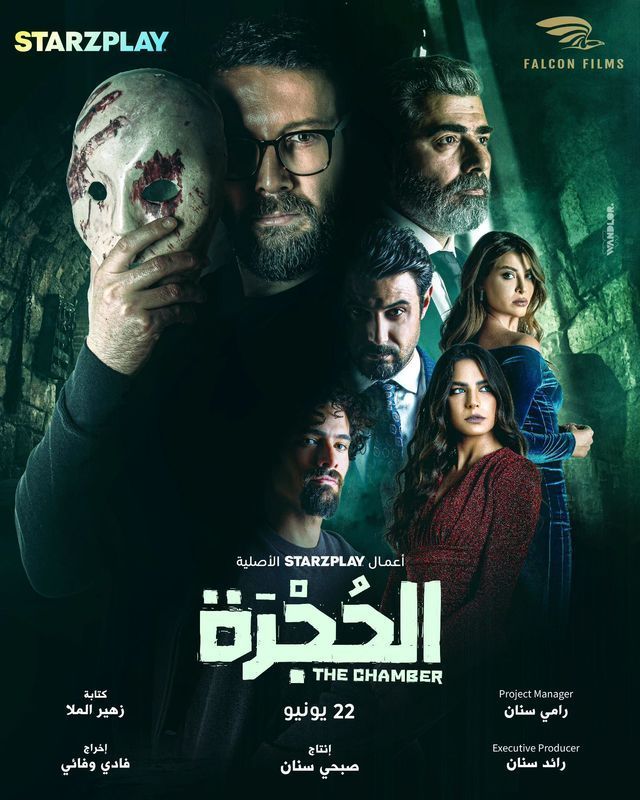 STARZPLAY
FALCON FILMS
WANDLOR.
أعمال STARZPLAY الأصلية
الحُجْرَة
THE CHAMBER
كتابة
زهير الملا
22 يونيو
Project Manager
رامي سنان
إخراج
فادي وفائي
إنتاج
صبحي سنان
Executive Producer
رائد سنان